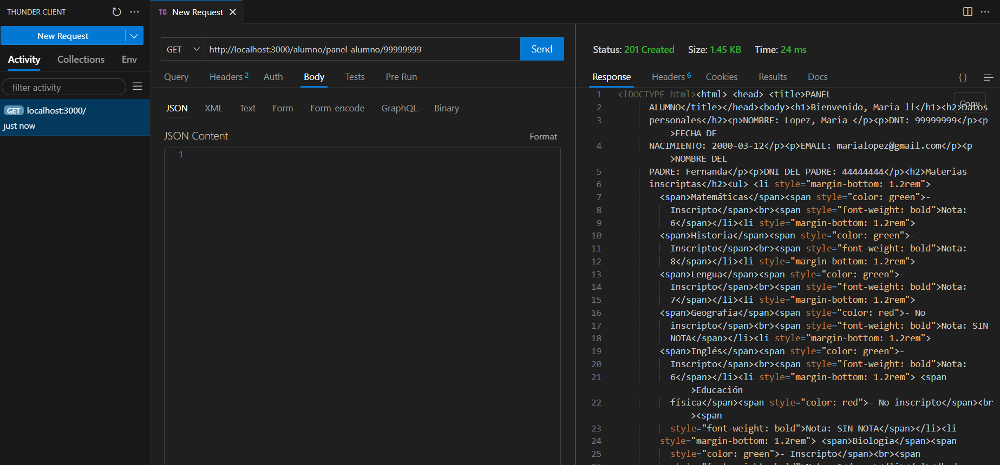 THUNDER CLIENT
New Request
Activity Collections Env
filter activity
GET localhost:3000/
just now
TC New Request
GET http://localhost:3000/alumno/panel-alumno/99999999 Send
Query Headers 2 Auth Body Tests Pre Run
JSON XML Text Form Form-encode GraphQL Binary
JSON Content Format
1
Status: 201 Created Size: 1.45 KB Time: 24 ms
Response Headers 6 Cookies Results Docs {}
Copy
1 <!DOCTYPE html><html> <head> <title>PANEL
2 ALUMNO</title></head><body><h1>Bienvenido, Maria !!</h1><h2>Datos
3 personales</h2><p>NOMBRE: Lopez, Maria </p><p>DNI: 99999999</p><p
>FECHA DE
4 NACIMIENTO: 2000-03-12</p><p>EMAIL: marialopez@gmail.com</p><p
>NOMBRE DEL
5 PADRE: Fernanda</p><p>DNI DEL PADRE: 44444444</p><h2>Materias
6 inscriptas</h2><ul> <li style="margin-bottom: 1.2rem">
7 <span>Matemáticas</span><span style="color: green">-
8 Inscripto</span><br><span style="font-weight: bold">Nota:
9 6</span></li><li style="margin-bottom: 1.2rem">
10 <span>Historia</span><span style="color: green">-
11 Inscripto</span><br><span style="font-weight: bold">Nota:
12 8</span></li><li style="margin-bottom: 1.2rem">
13 <span>Lengua</span><span style="color: green">-
14 Inscripto</span><br><span style="font-weight: bold">Nota:
15 7</span></li><li style="margin-bottom: 1.2rem">
16 <span>Geografía</span><span style="color: red">- No
17 inscripto</span><br><span style="font-weight: bold">Nota: SIN
18 NOTA</span></li><li style="margin-bottom: 1.2rem">
19 <span>Inglés</span><span style="color: green">-
20 Inscripto</span><br><span style="font-weight: bold">Nota:
21 6</span></li><li style="margin-bottom: 1.2rem"> <span
>Educación
22 física</span><span style="color: red">- No inscripto</span><br
><span
23 style="font-weight: bold">Nota: SIN NOTA</span></li><li
24 style="margin-bottom: 1.2rem"> <span>Biología</span><span
25 style="color: green">- Inscripto</span><br><span